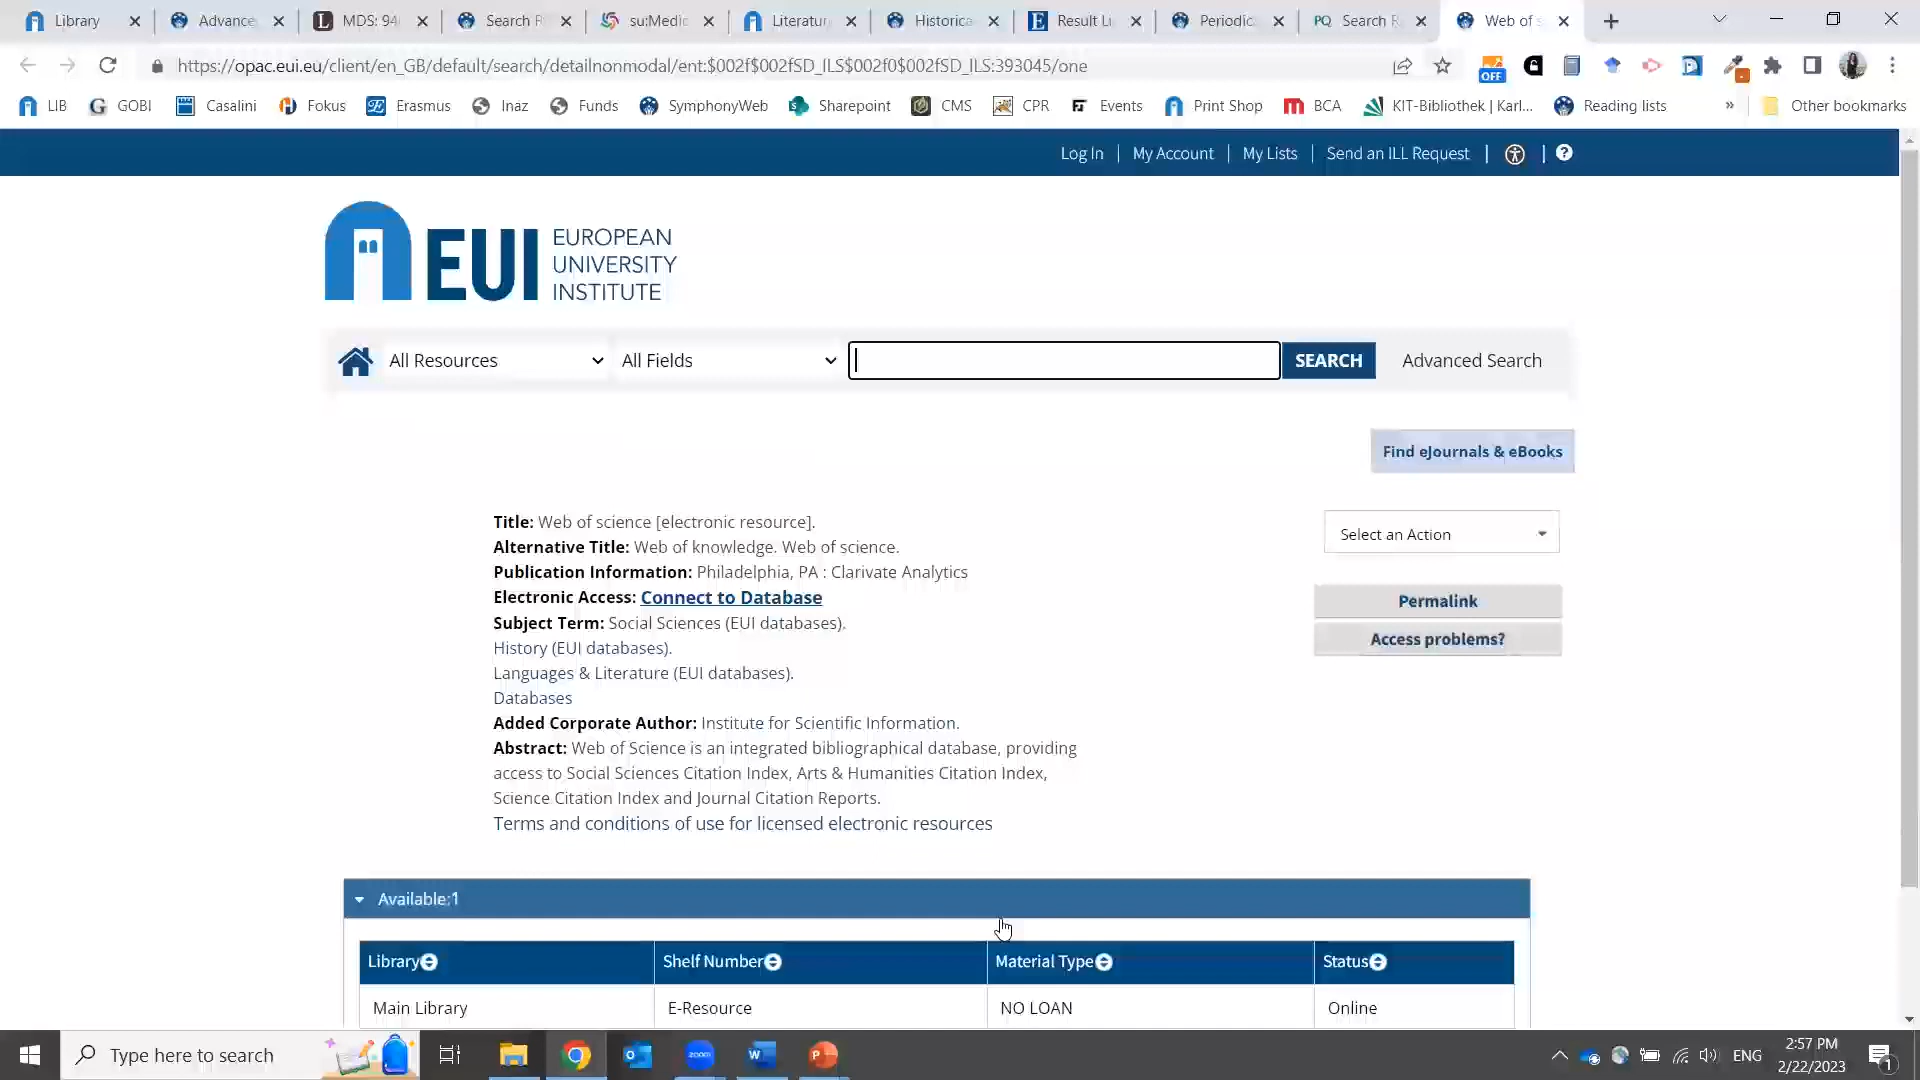 Library
Advance
MDS: 94
Search R
su:Medic
Literatur
Historica
Result Li
Periodic
PQ Search R
Web of s
https://opac.eui.eu/client/en_GB/default/search/detailnonmodal/ent:$002f$002fSD_ILS$002f0$002fSD_ILS:393045/one
OFF
LIB
GOBI
Casalini
Fokus
Erasmus
Inaz
Funds
SymphonyWeb
Sharepoint
CMS
CPR
Events
Print Shop
BCA
KIT-Bibliothek | Karl...
Reading lists
»
Other bookmarks
Log In | My Account | My Lists | Send an ILL Request
EUI
EUROPEAN
UNIVERSITY
INSTITUTE
All Resources
All Fields
SEARCH
Advanced Search
Find eJournals & eBooks
Title: Web of science [electronic resource].
Alternative Title: Web of knowledge. Web of science.
Publication Information: Philadelphia, PA : Clarivate Analytics
Electronic Access: Connect to Database
Subject Term: Social Sciences (EUI databases).
History (EUI databases).
Languages & Literature (EUI databases).
Databases
Added Corporate Author: Institute for Scientific Information.
Abstract: Web of Science is an integrated bibliographical database, providing
access to Social Sciences Citation Index, Arts & Humanities Citation Index,
Science Citation Index and Journal Citation Reports.
Terms and conditions of use for licensed electronic resources
Select an Action
Permalink
Access problems?
Available:1
Library
Shelf Number
Material Type
Status
Main Library
E-Resource
NO LOAN
Online
Type here to search
zoom
ENG
2:57 PM
2/22/2023
1